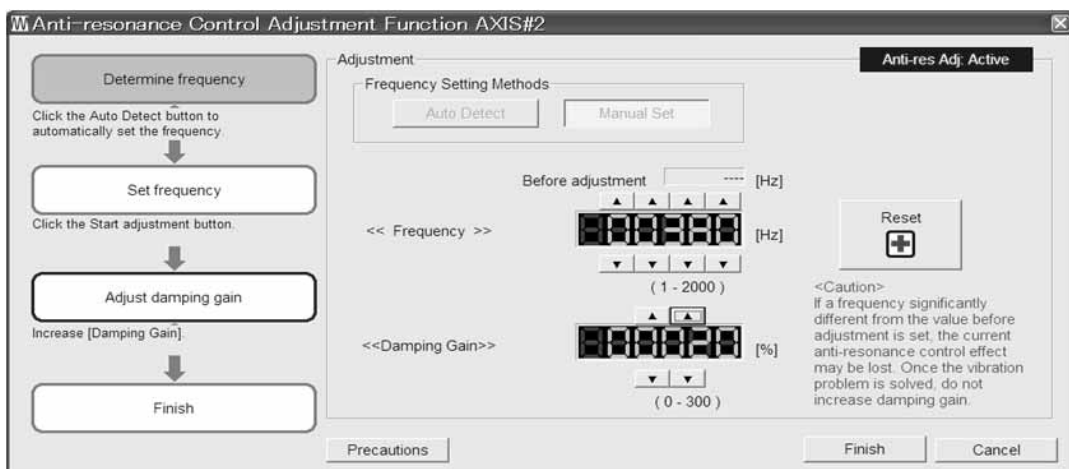 Anti-resonance Control Adjustment Function AXIS#2
Determine frequency
Click the Auto Detect button to
automatically set the frequency.
Set frequency
Click the Start adjustment button.
Adjust damping gain
Increase [Damping Gain].
Finish
Adjustment
Anti-res Adj: Active
Frequency Setting Methods
Auto Detect
Manual Set
Before adjustment ---- [Hz]
<< Frequency >>
[Hz]
( 1 - 2000 )
<<Damping Gain>>
[%]
( 0 - 300 )
Reset
<Caution>
If a frequency significantly
different from the value before
adjustment is set, the current
anti-resonance control effect
may be lost. Once the vibration
problem is solved, do not
increase damping gain.
Precautions
Finish
Cancel